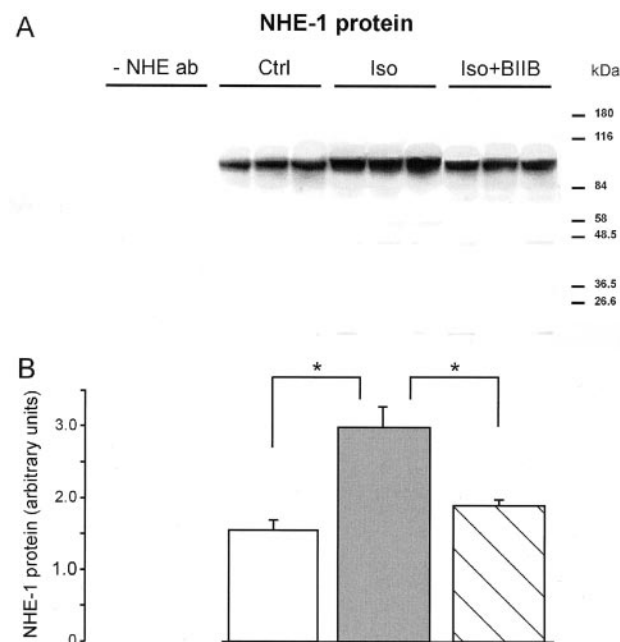 A
NHE-1 protein
- NHE ab Ctrl Iso Iso+BIIB kDa
180
116
84
58
48.5
36.5
26.6
B
NHE-1 protein (arbitrary units)
* *
3.0
2.0
1.0
0